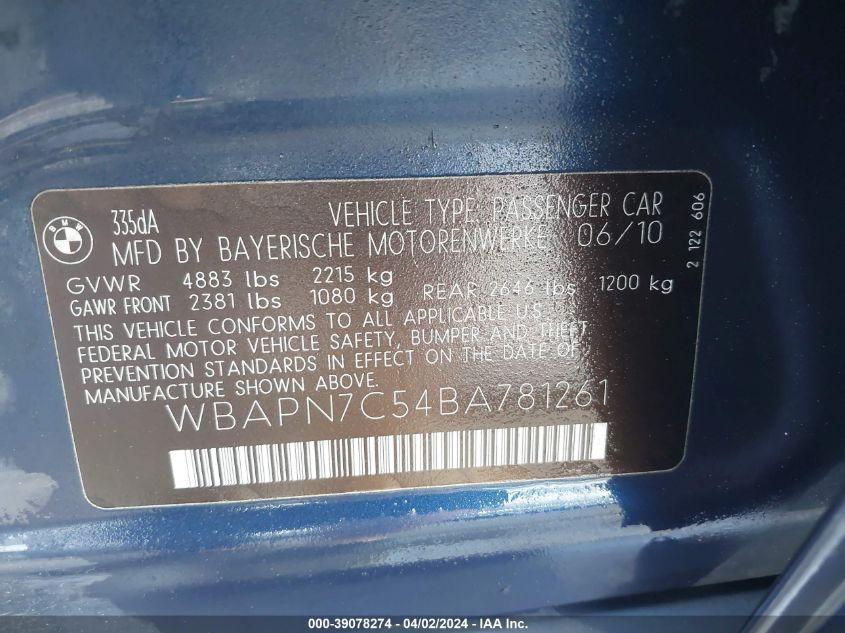 BMW
335dA
VEHICLE TYPE PASSENGER CAR
MFD BY BAYERISCHE MOTORENWERKE 06/10
GVWR 4883 lbs 2215 kg
GAWR FRONT 2381 lbs 1080 kg REAR 2646 lbs 1200 kg
THIS VEHICLE CONFORMS TO ALL APPLICABLE U.S.
FEDERAL MOTOR VEHICLE SAFETY, BUMPER AND THEFT
PREVENTION STANDARDS IN EFFECT ON THE DATE OF
MANUFACTURE SHOWN ABOVE.
WBAPN7C54BA781261
2 122 606
000-39078274 - 04/02/2024 - IAA Inc.